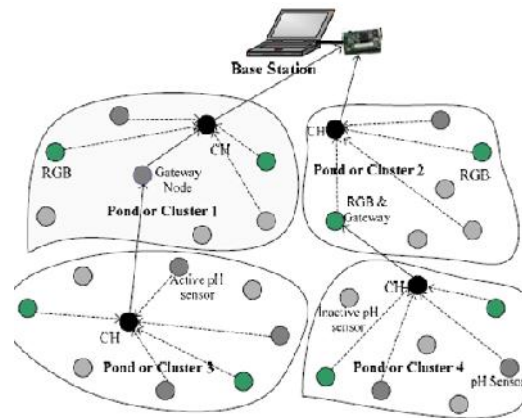 Base Station
CH
RGB
Gateway
Node
Pond or Cluster 1
CH
Pond or Cluster 2
RGB
RGB &
Gateway
Active pH
sensor
CH
Pond or Cluster 3
CH
Inactive pH
sensor
Pond or Cluster 4
pH Sensor